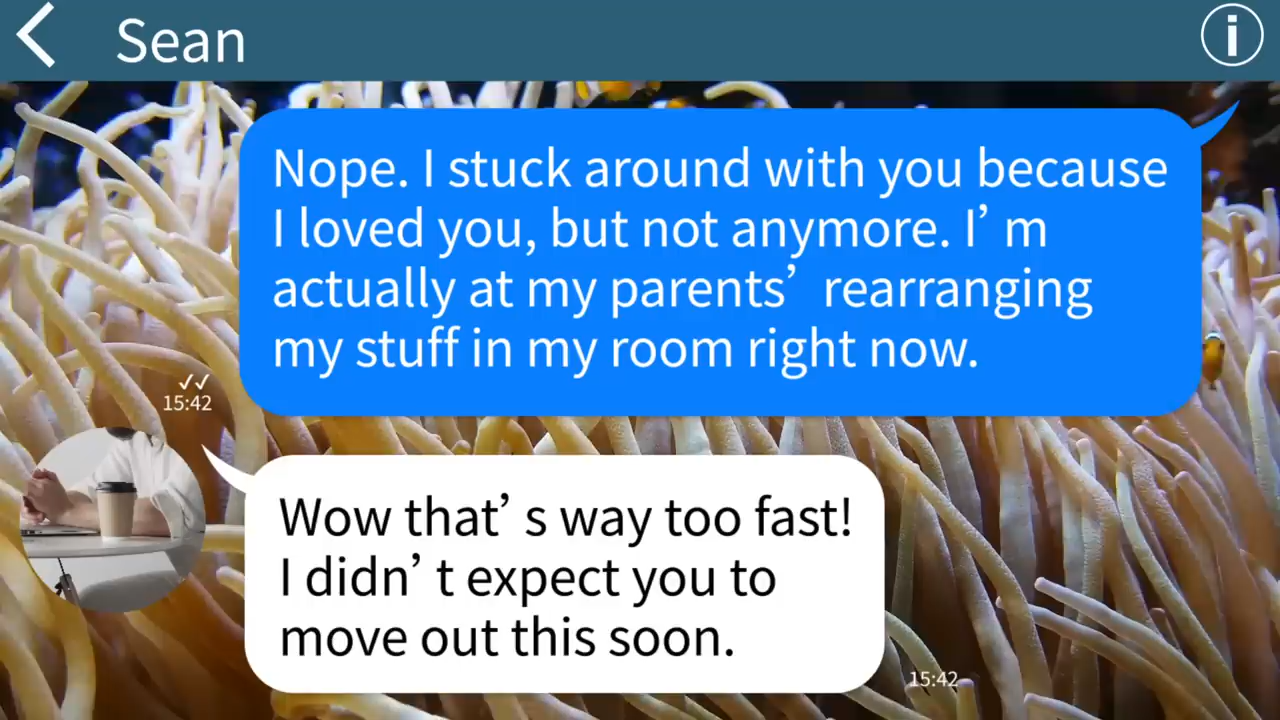 Sean
Nope. I stuck around with you because
I loved you, but not anymore. I’m
actually at my parents’ rearranging
my stuff in my room right now.
15:42
Wow that’s way too fast!
I didn’t expect you to
move out this soon.
15:42